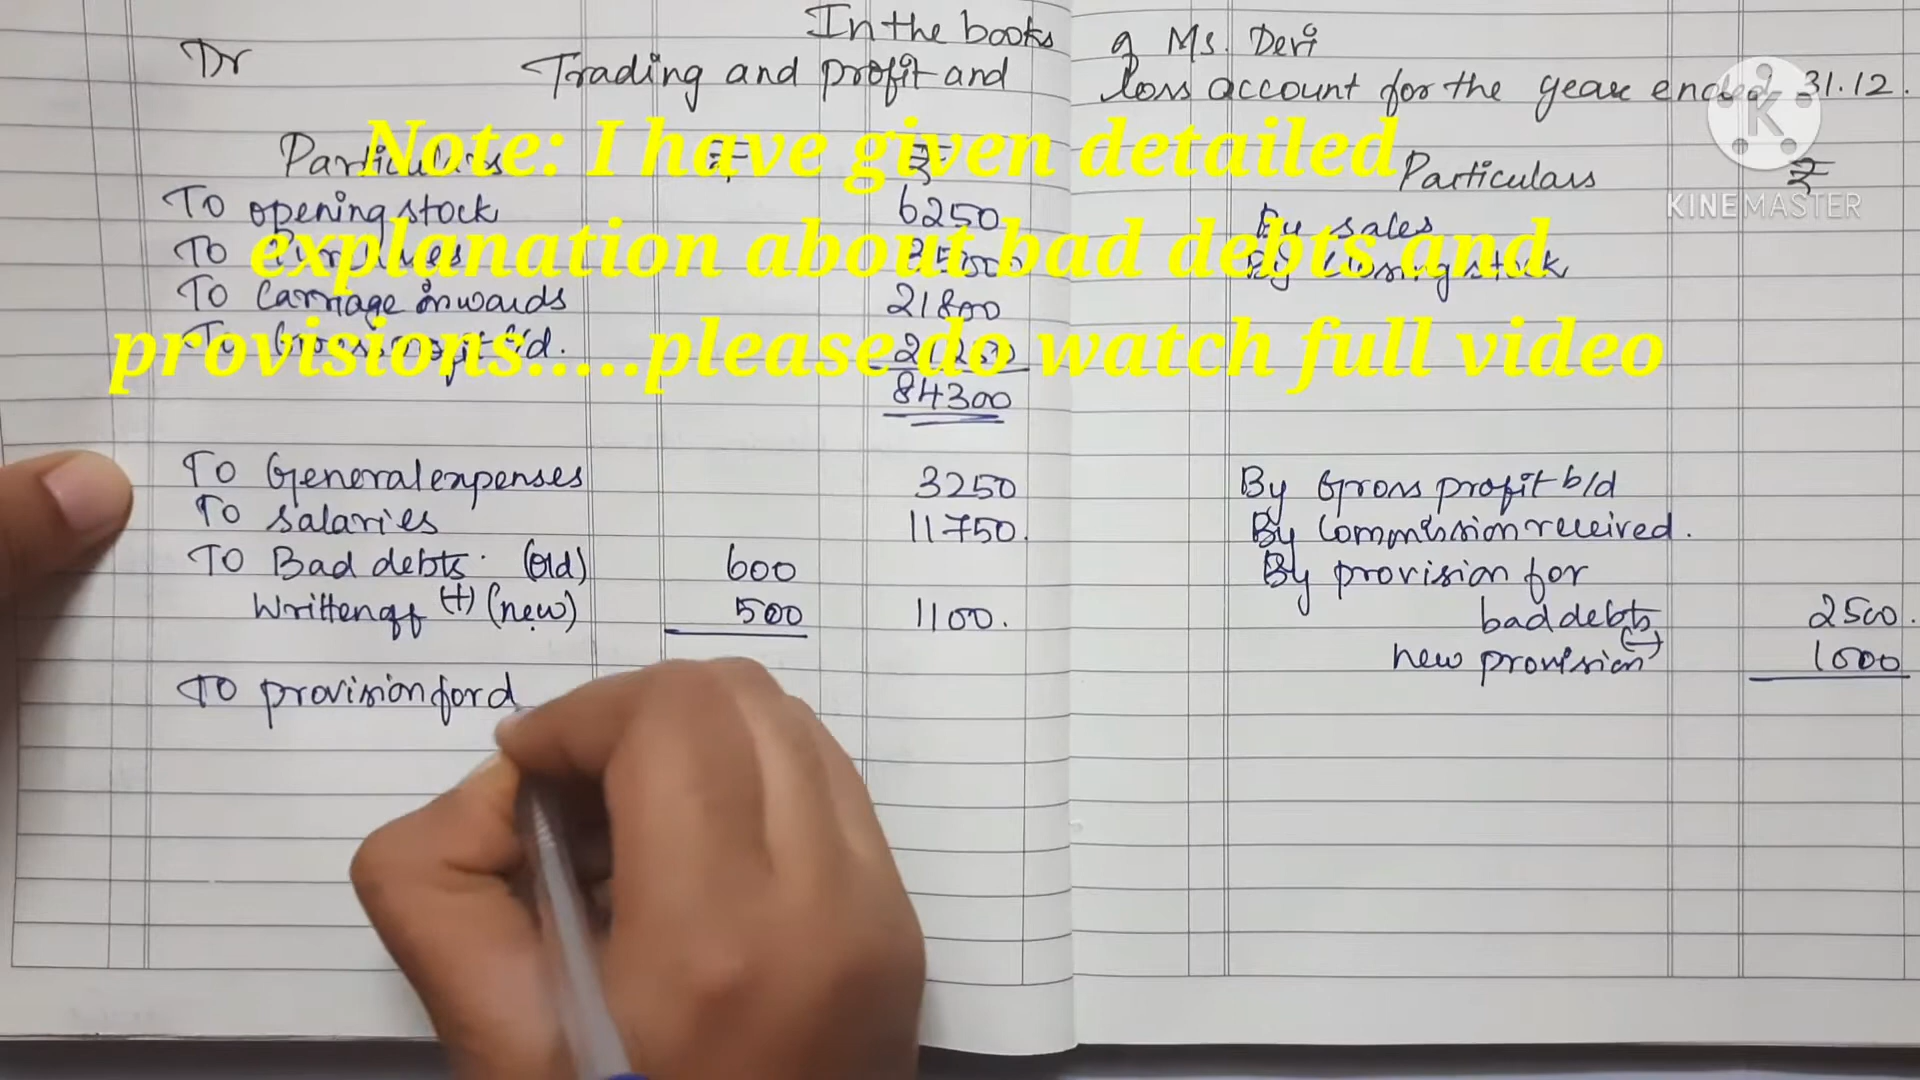 In the books of Ms. Devi
Dr
Trading and profit and loss account for the year ended 31.12.
Note: I have given detailed
explanation about bad debts and
provisions.....please do watch full video
KINEMASTER
Particulars ₹ ₹
To opening stock 6250
To
To Carriage inwards 21800
To c/d.
84300
To General expenses 3250
To salaries 11750.
To Bad debts. (old) 600
Written off (+) (new) 500 1100.
To provision for d
Particulars ₹
By sales
By closing stock
By Gross profit b/d
By Commission received.
By provision for
bad debts 2500.
(-)
new provision 1000